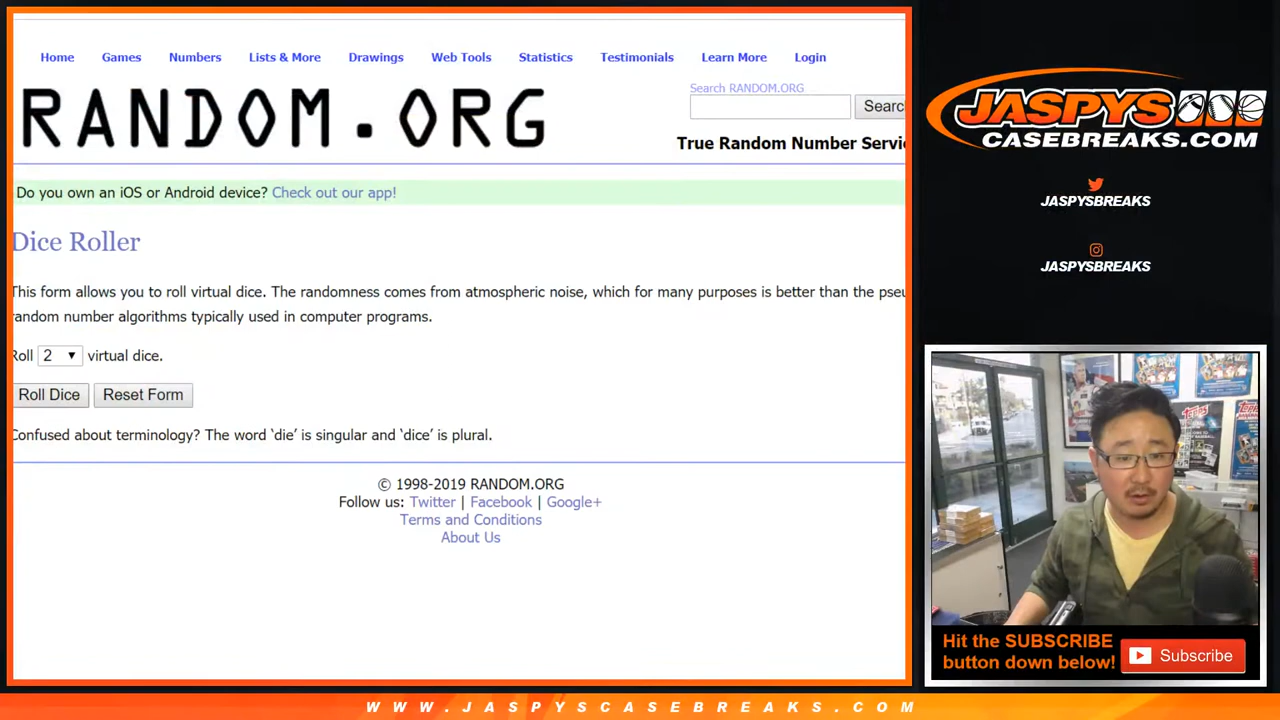 Home Games Numbers Lists & More Drawings Web Tools Statistics Testimonials Learn More Login
RANDOM.ORG
Search RANDOM.ORG
Searc
True Random Number Servi
Do you own an iOS or Android device? Check out our app!
Dice Roller
This form allows you to roll virtual dice. The randomness comes from atmospheric noise, which for many purposes is better than the pseu
random number algorithms typically used in computer programs.
Roll 2 virtual dice.
Roll Dice Reset Form
Confused about terminology? The word ‘die’ is singular and ‘dice’ is plural.
© 1998-2019 RANDOM.ORG
Follow us: Twitter | Facebook | Google+
Terms and Conditions
About Us
JASPYS
CASEBREAKS.COM
JASPYSBREAKS
JASPYSBREAKS
Topps
Hit the SUBSCRIBE
button down below!
Subscribe
WWW.JASPYSCASEBREAKS.COM